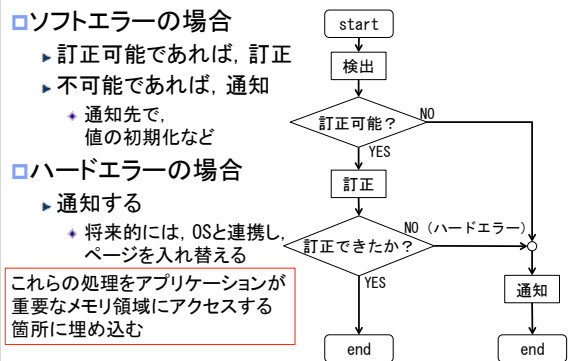 ソフトエラーの場合
訂正可能であれば, 訂正
不可能であれば, 通知
通知先で,
値の初期化など
ハードエラーの場合
通知する
将来的には, OSと連携し,
ページを入れ替える
これらの処理をアプリケーションが
重要なメモリ領域にアクセスする
箇所に埋め込む
start
検出
訂正可能？
NO
YES
訂正
訂正できたか？
NO (ハードエラー)
YES
通知
end
end